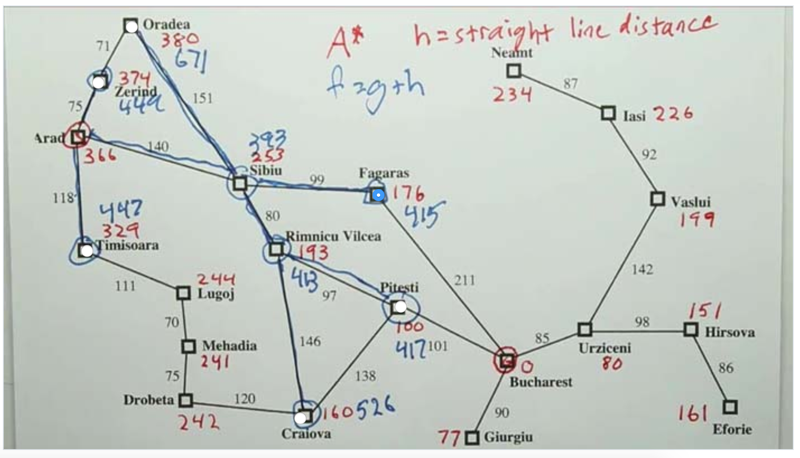 Oradea
380
671
A* h=straight line distance
f=g+h
Neamt
234
87
71
374
Zerind
449
151
Iasi 226
75
Arad
366
140
393
253
Sibiu
99
Fagaras
176
415
92
Vaslui
199
118
447
329
Timisoara
80
Rimnicu Vilcea
193
413
97
Pitesti
100
417
101
211
142
111
244
Lugoj
70
Mehadia
241
146
138
85
0
Bucharest
Urziceni
80
98
151
Hirsova
86
75
Drobeta
242
120
160 526
Craiova
90
77 Giurgiu
161
Eforie